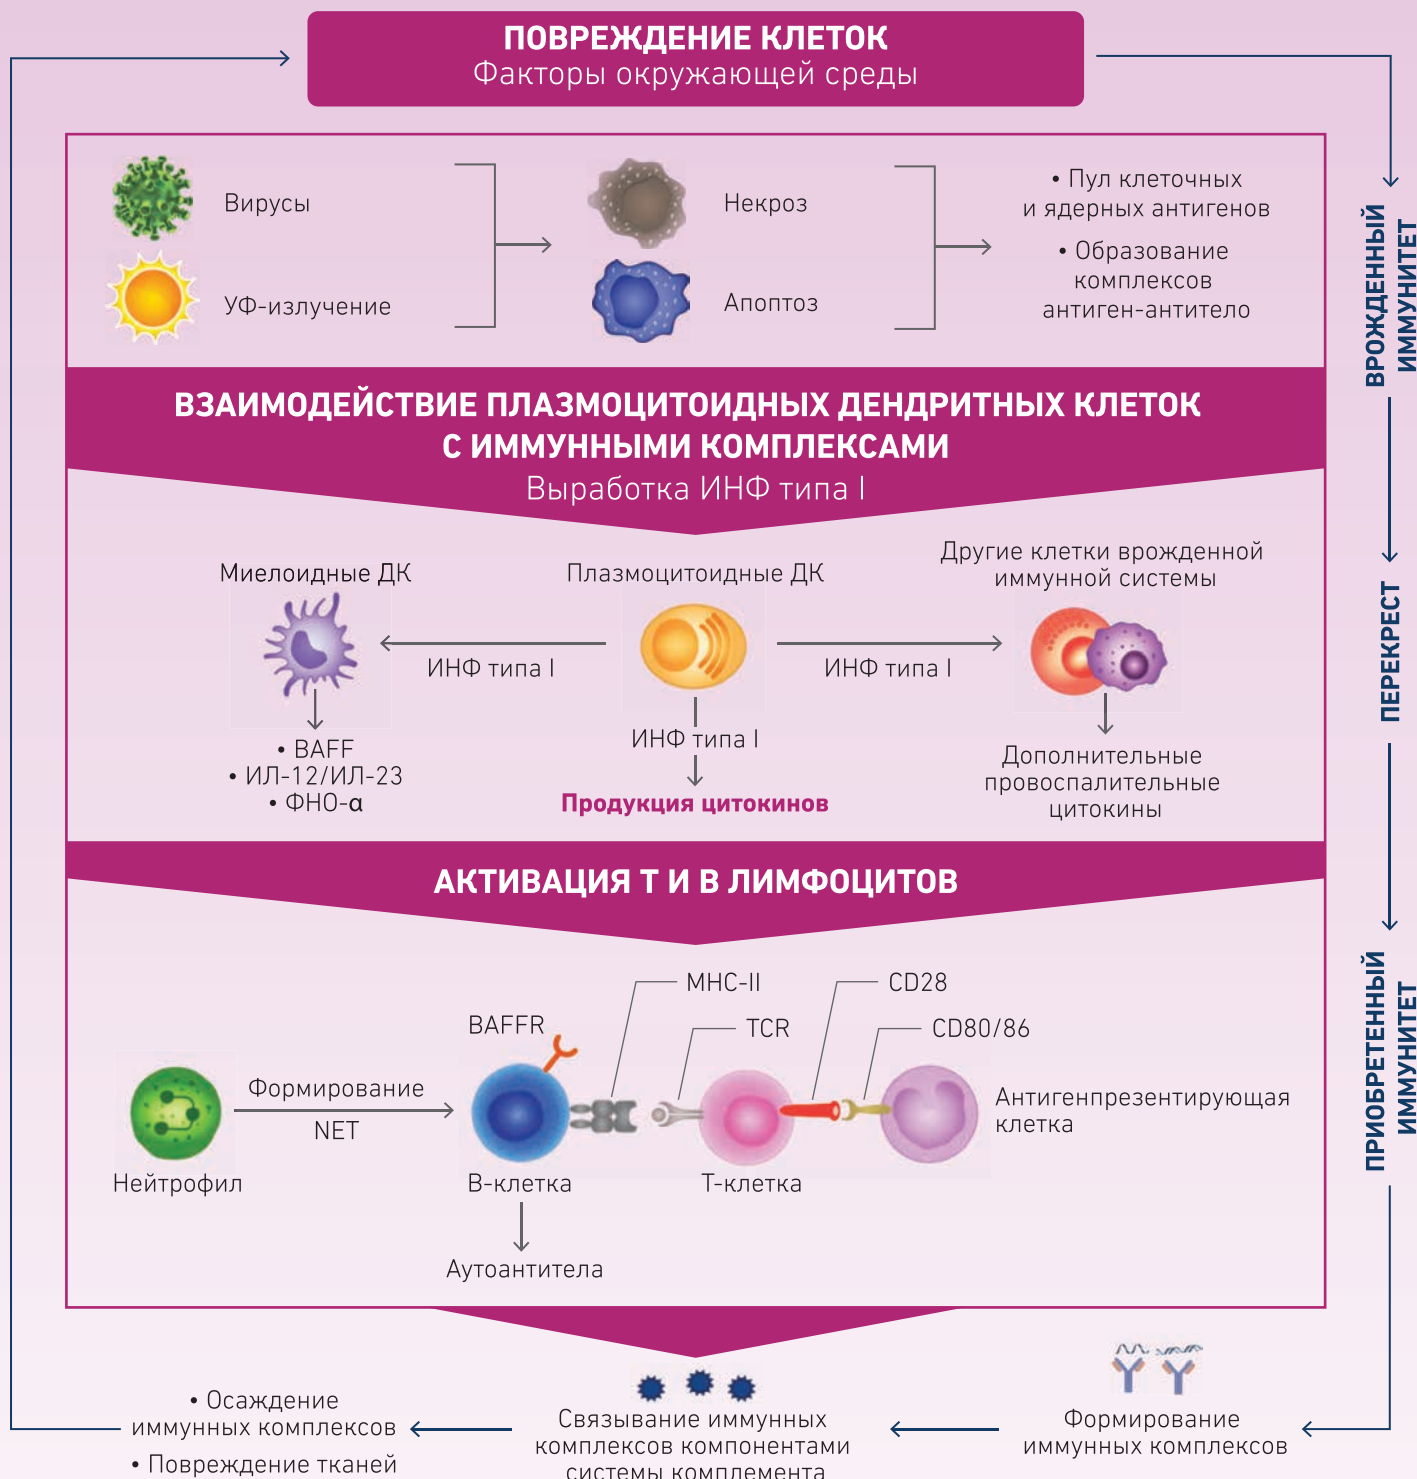 ПОВРЕЖДЕНИЕ КЛЕТОК
Факторы окружающей среды
Вирусы
УФ-излучение
Некроз
Апоптоз
• Пул клеточных
и ядерных антигенов
• Образование
комплексов
антиген-антитело
ВРОЖДЕННЫЙ
ИММУНИТЕТ
ВЗАИМОДЕЙСТВИЕ ПЛАЗМОЦИТОИДНЫХ ДЕНДРИТНЫХ КЛЕТОК
С ИММУННЫМИ КОМПЛЕКСАМИ
Выработка ИНФ типа I
Миелоидные ДК
Плазмоцитоидные ДК
Другие клетки врожденной
иммунной системы
ИНФ типа I
ИНФ типа I
ИНФ типа I
• BAFF
• ИЛ-12/ИЛ-23
• ФНО-α
Продукция цитокинов
Дополнительные
провоспалительные
цитокины
ПЕРЕКРЕСТ
АКТИВАЦИЯ Т И В ЛИМФОЦИТОВ
MHC-II
CD28
BAFFR
TCR
CD80/86
Формирование
NET
Антигенпрезентирующая
клетка
Нейтрофил
В-клетка
Т-клетка
Аутоантитела
ПРИОБРЕТЕННЫЙ
ИММУНИТЕТ
• Осаждение
иммунных комплексов
• Повреждение тканей
Связывание иммунных
комплексов компонентами
системы комплемента
Формирование
иммунных комплексов